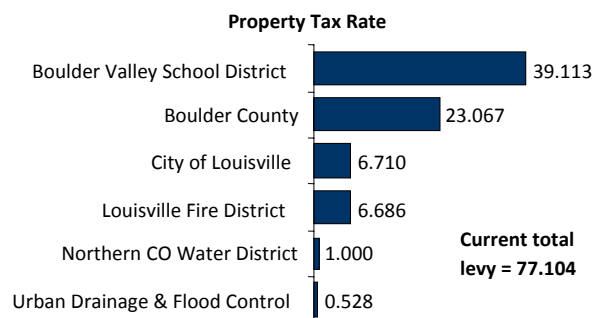 Property Tax Rate
Boulder Valley School District 39.113
Boulder County 23.067
City of Louisville 6.710
Louisville Fire District 6.686
Northern CO Water District 1.000
Urban Drainage & Flood Control 0.528
Current total
levy = 77.104